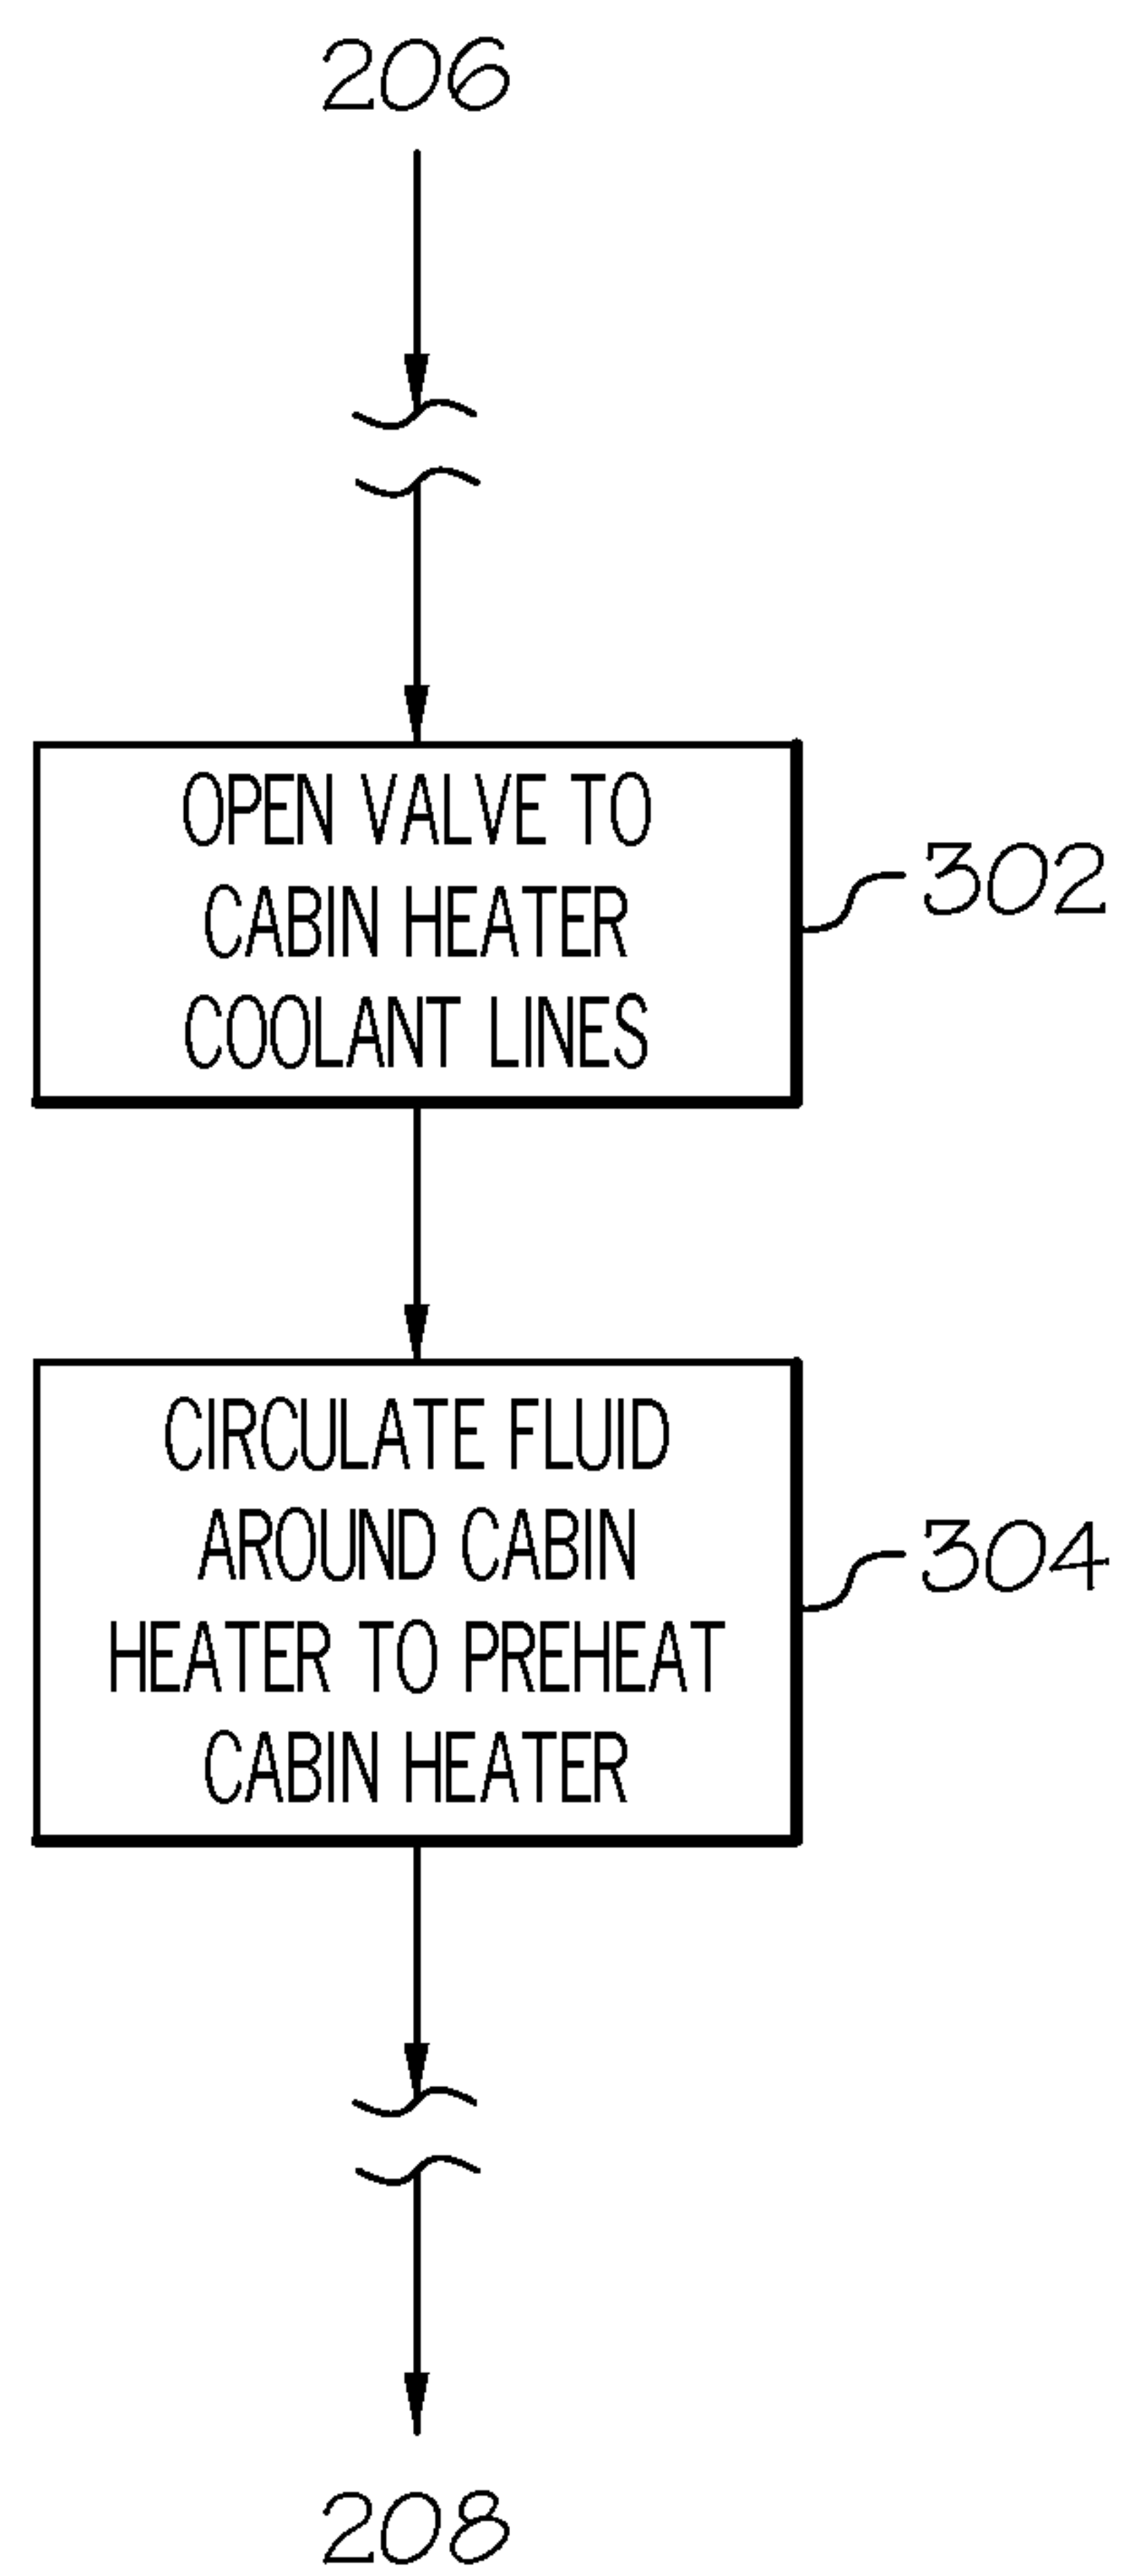 206
OPEN VALVE TO
CABIN HEATER
COOLANT LINES
302
CIRCULATE FLUID
AROUND CABIN
HEATER TO PREHEAT
CABIN HEATER
304
208